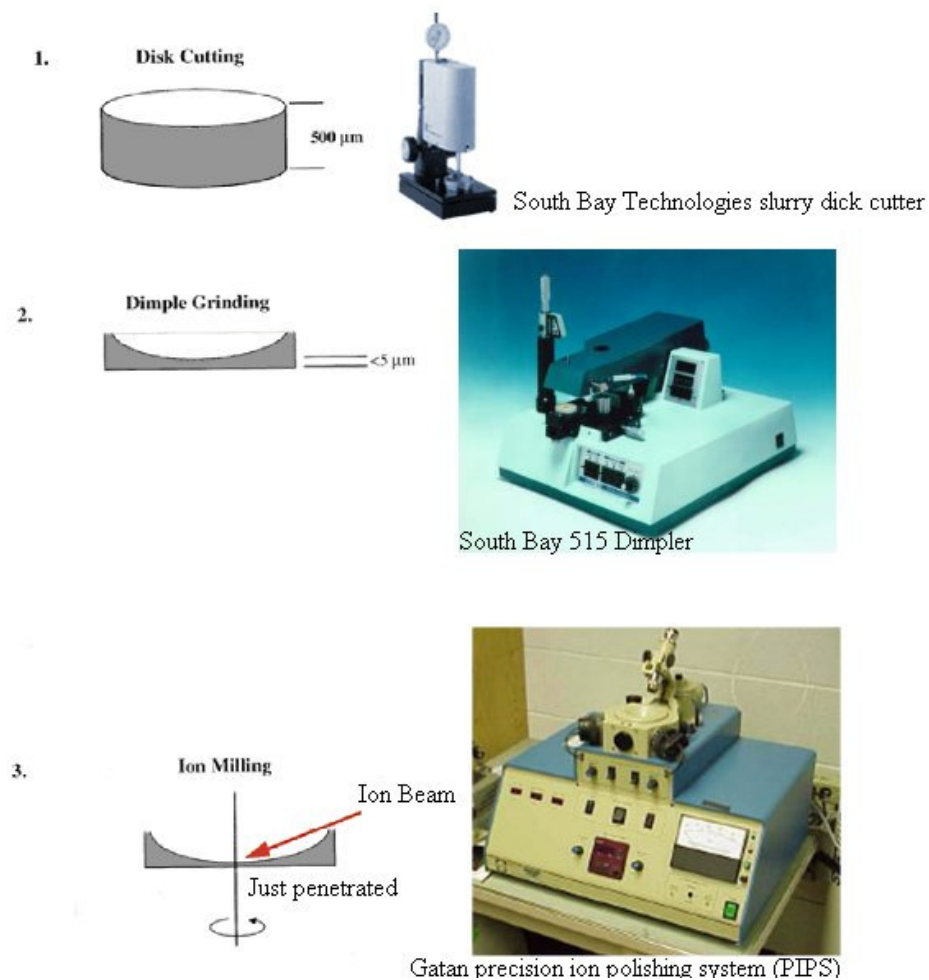 1.
Disk Cutting
500 μm
South Bay Technologies slurry dick cutter
2.
Dimple Grinding
<5 μm
South Bay 515 Dimpler
3.
Ion Milling
Ion Beam
Just penetrated
Gatan precision ion polishing system (PIPS)